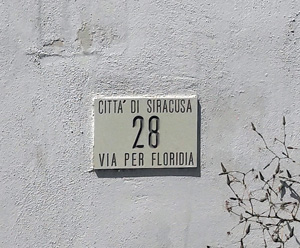 CITTA' DI SIRACUSA
28
VIA PER FLORIDIA